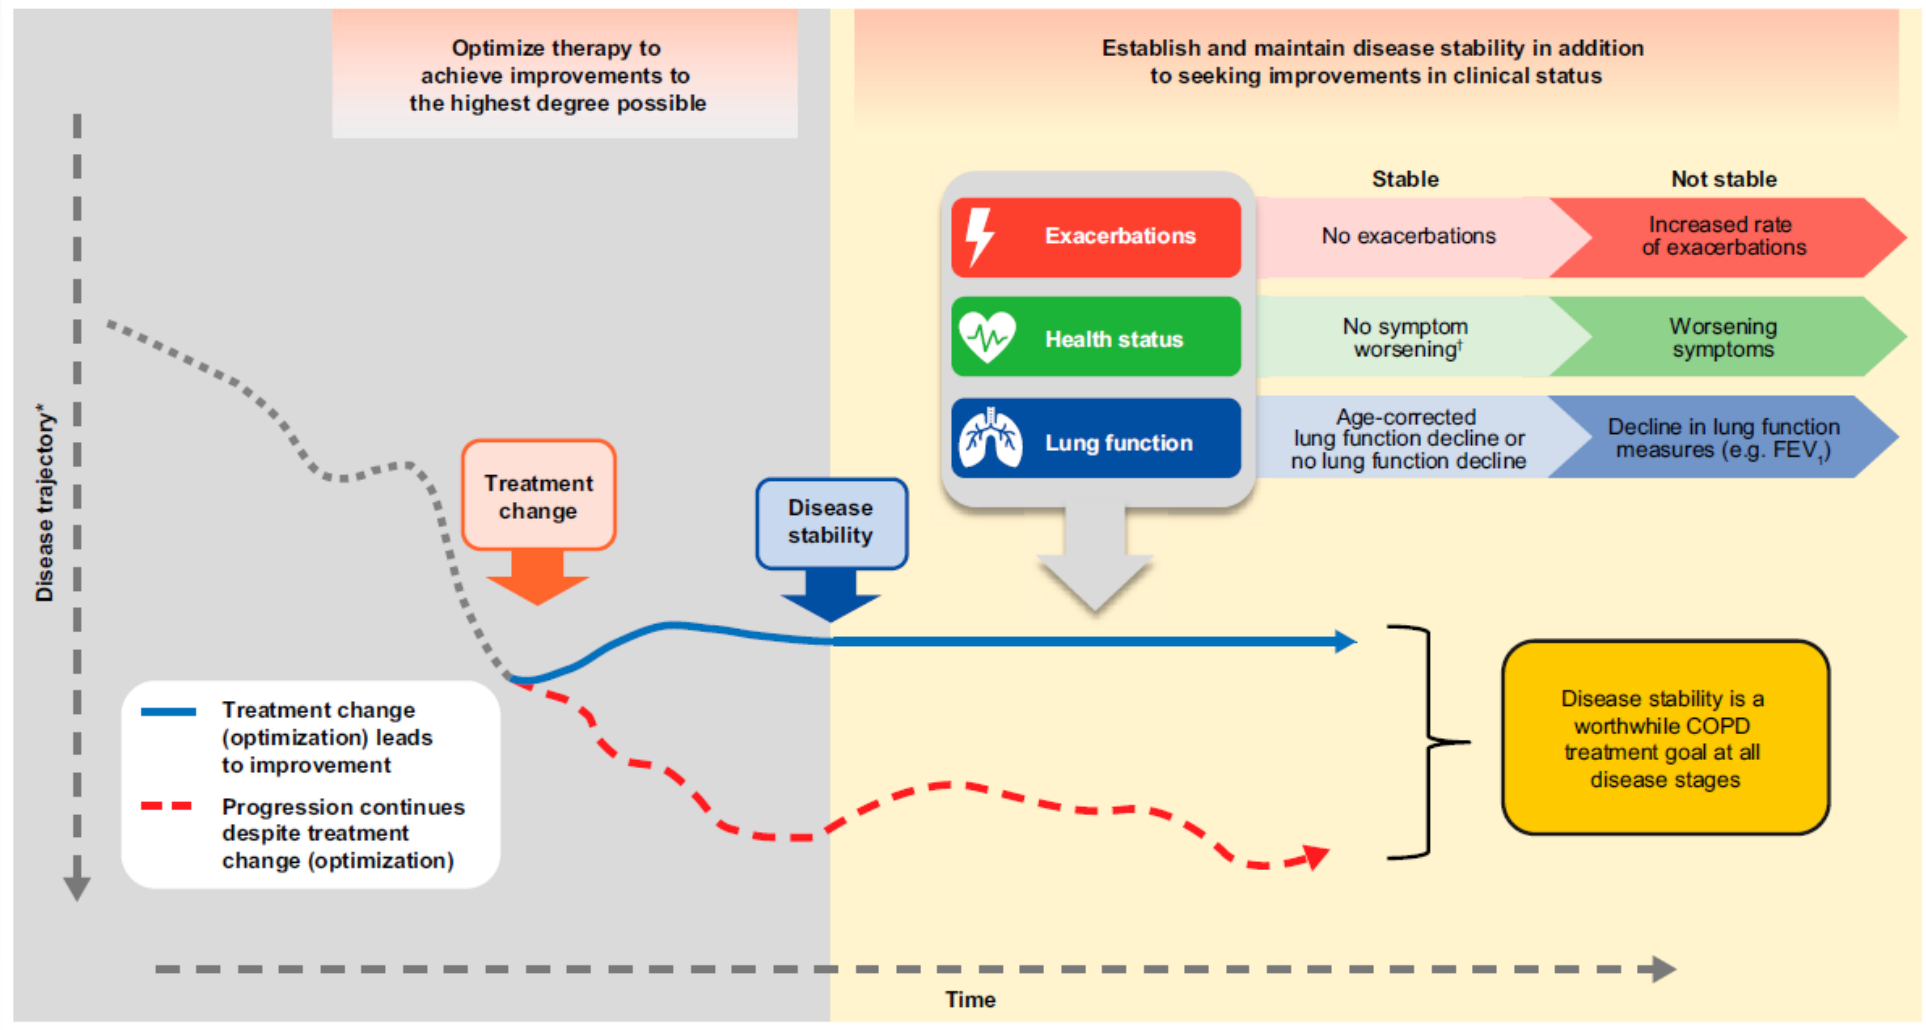 Optimize therapy to
achieve improvements to
the highest degree possible
Establish and maintain disease stability in addition
to seeking improvements in clinical status
Stable
Not stable
Exacerbations
No exacerbations
Increased rate
of exacerbations
Health status
No symptom
worsening†
Worsening
symptoms
Lung function
Age-corrected
lung function decline or
no lung function decline
Decline in lung function
measures (e.g. FEV₁)
Disease trajectory*
Treatment
change
Disease
stability
Treatment change
(optimization) leads
to improvement
Progression continues
despite treatment
change (optimization)
Disease stability is a
worthwhile COPD
treatment goal at all
disease stages
Time